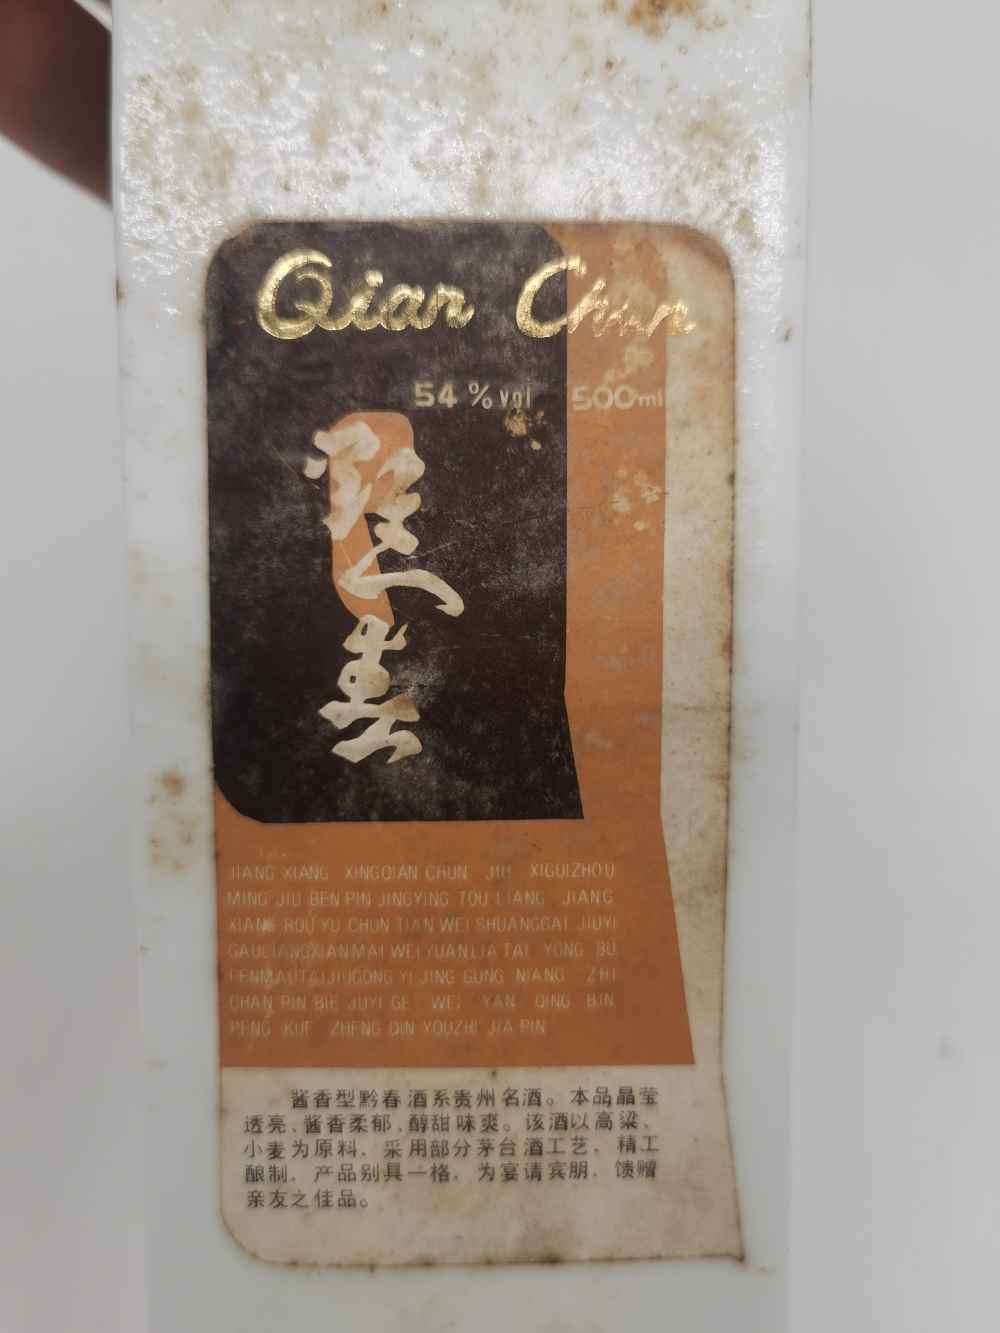 Qian Chun
54%vol 500ml
黔春
JIANG XIANG XINGQIAN CHUN JIU XIGUIZHOU
MING JIU BEN PIN JINGYING TOU LIANG JIANG
XIANG ROU YU CHUN TIAN WEI SHUANGGAI JIUYI
GAULIANGXIANMAI WEI YUANLIA TAI YONG BU
FENMAUTAIJIUGONG YI JING GUNG NIANG ZHI
CHAN PIN BIE JUYI GE WEI YAN QING BIN
PENG KUE ZHENG QIN YOUZHI JIA PIN
酱香型黔春酒系贵州名酒。本品晶莹
透亮、酱香柔郁、醇甜味爽。该酒以高粱、
小麦为原料，采用部分茅台酒工艺，精工
酿制，产品别具一格，为宴请宾朋，馈赠
亲友之佳品。